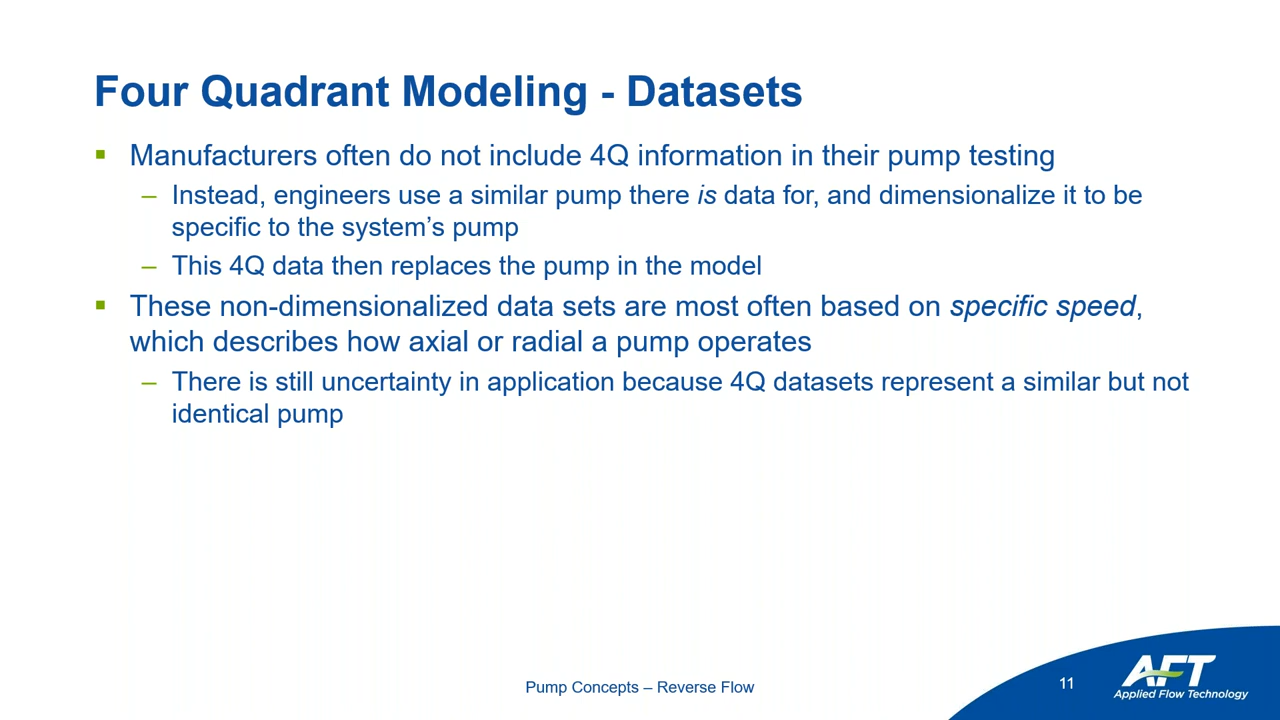 Four Quadrant Modeling - Datasets
▪ Manufacturers often do not include 4Q information in their pump testing
– Instead, engineers use a similar pump there is data for, and dimensionalize it to be
specific to the system’s pump
– This 4Q data then replaces the pump in the model
▪ These non-dimensionalized data sets are most often based on specific speed,
which describes how axial or radial a pump operates
– There is still uncertainty in application because 4Q datasets represent a similar but not
identical pump
Pump Concepts – Reverse Flow
11
AFT
Applied Flow Technology